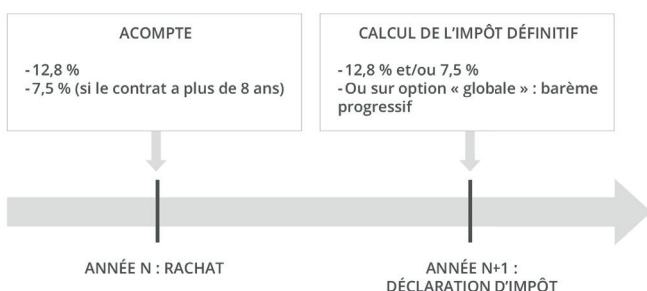 ACOMPTE
- 12,8 %
- 7,5 % (si le contrat a plus de 8 ans)
CALCUL DE L'IMPÔT DÉFINITIF
- 12,8 % et/ou 7,5 %
- Ou sur option « globale » : barème
progressif
ANNÉE N : RACHAT
ANNÉE N+1 :
DÉCLARATION D'IMPÔT